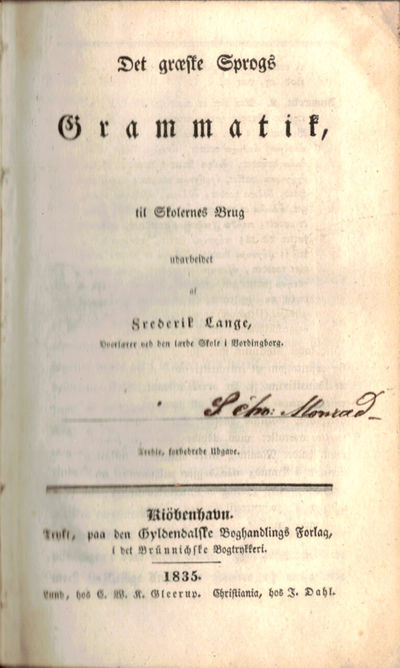 Det græske Sprogs
Grammatik,
til Skolernes Brug
udarbeidet
af
Frederik Lange,
Overlærer ved den lærde Skole i Vordingborg.
Schw: Monrad
Tredie, forbedrede Udgave.
Kiöbenhavn.
Trykt, paa den Gyldendalske Boghandlings Forlag,
i det Brünnichske Bogtrykkeri.
1835.
Lund, hos C. W. K. Gleerup. Christiania, hos J. Dahl.